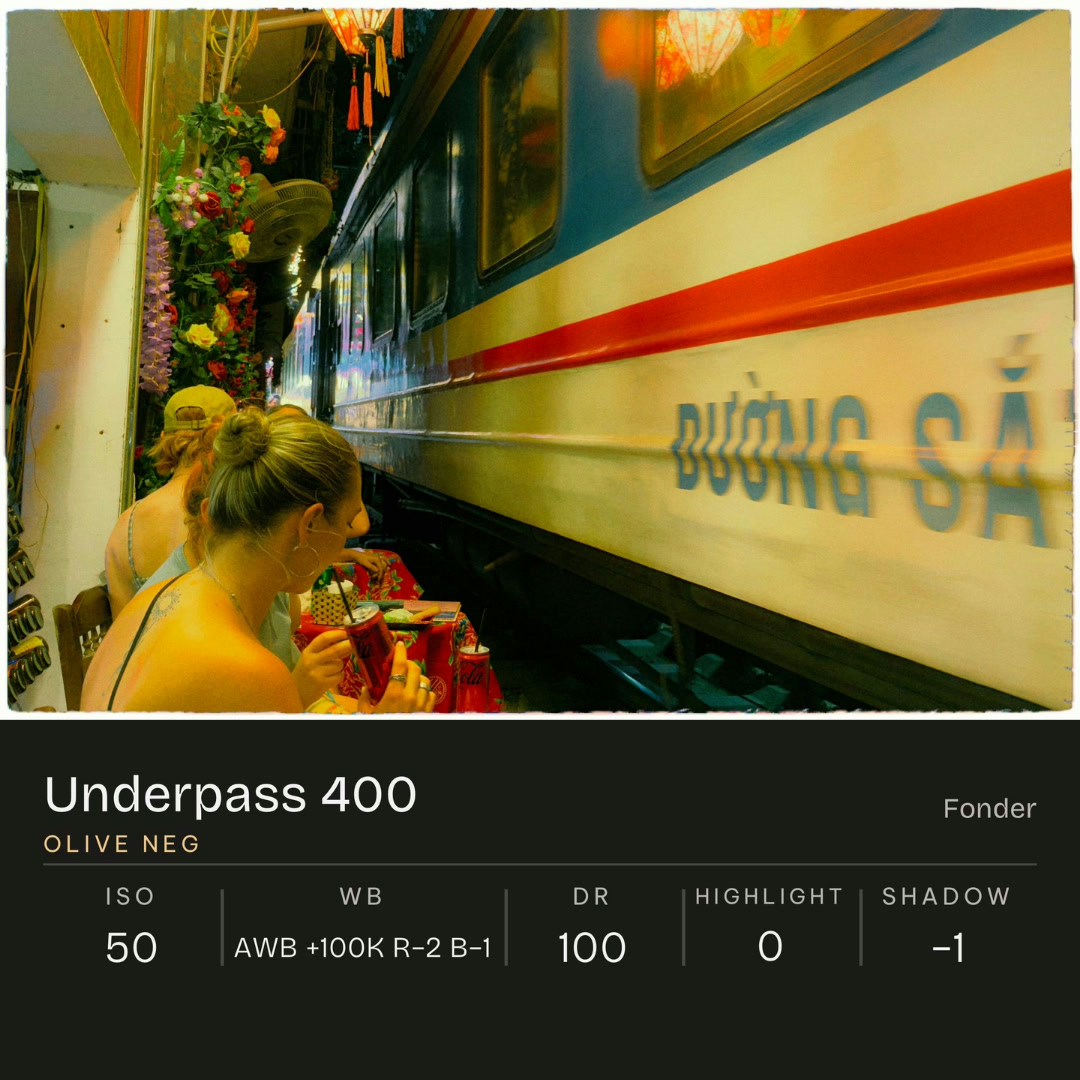 ĐƯỜNG SẮ
Cola
Underpass 400
Fonder
OLIVE NEG
ISO
WB
DR
HIGHLIGHT
SHADOW
50
AWB +100K R-2 B-1
100
0
-1